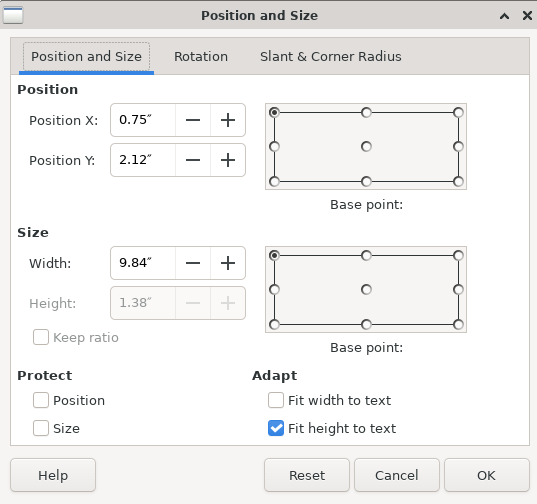 Position and Size
Position and Size Rotation Slant & Corner Radius
Position
Position X: 0.75″
Position Y: 2.12″
Base point:
Size
Width: 9.84″
Height: 1.38″
Keep ratio
Base point:
Protect Adapt
Position Fit width to text
Size Fit height to text
Help Reset Cancel OK